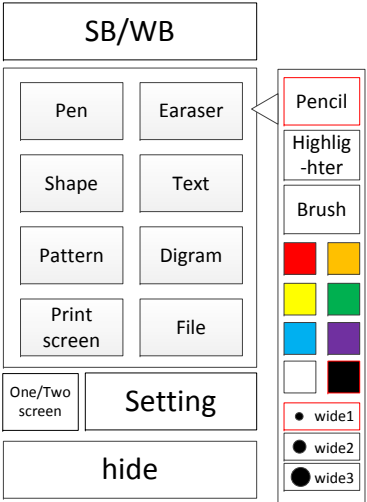 SB/WB
Pen
Earaser
Shape
Text
Pattern
Digram
Print
screen
File
One/Two
screen
Setting
hide
Pencil
Highlig
-hter
Brush
wide1
wide2
wide3